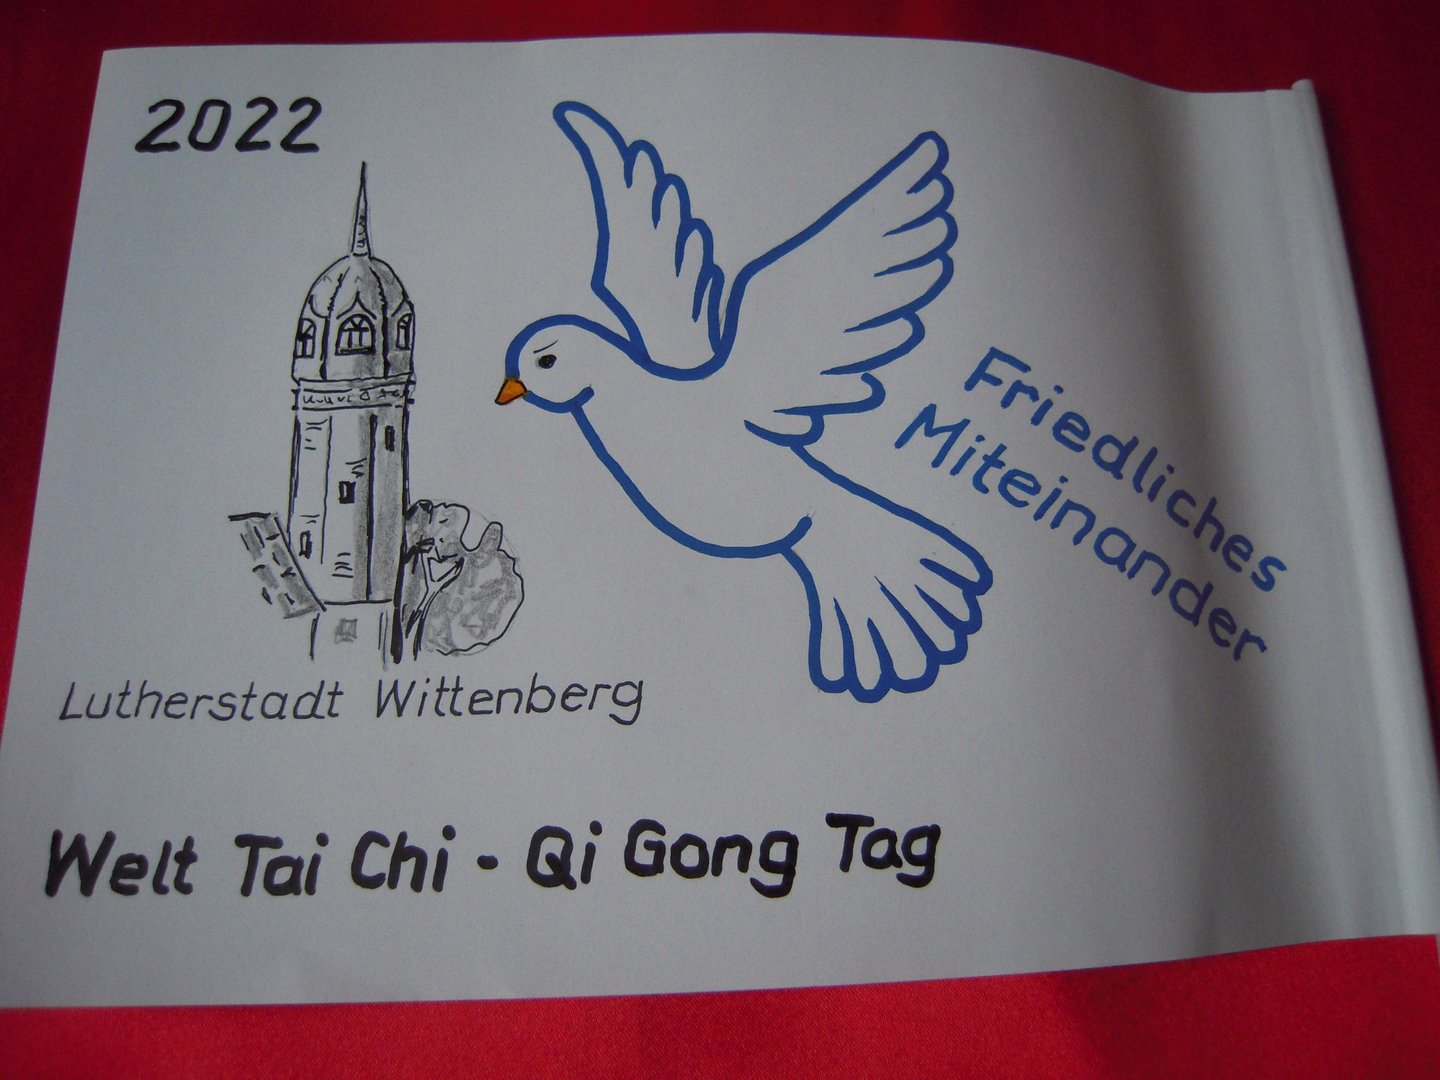 2022
Friedliches
Miteinander
Lutherstadt Wittenberg
Welt Tai Chi - Qi Gong Tag